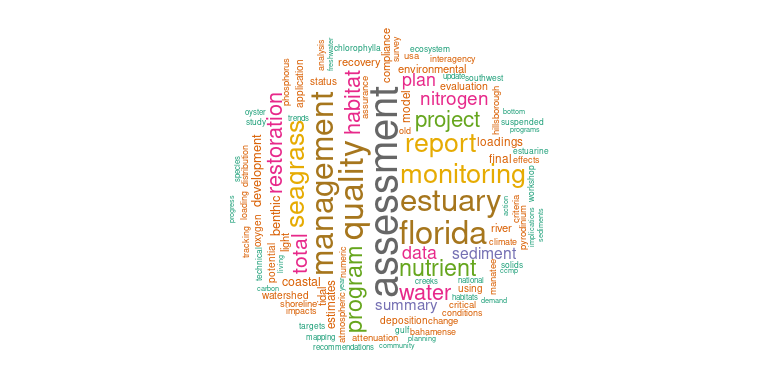 assessment
management
quality
florida
estuary
monitoring
report
seagrass
program
nutrient
project
water
habitat
restoration
total
data
plan
nitrogen
sediment
summary
chlorophylla
ecosystem
compliance
survey
usa
interagency
analysis
freshwater
recovery
environmental
update
southwest
phosphorus
application
status
assurance
model
evaluation
hillsborough
bottom
oyster
study
trends
old
suspended
programs
loadings
estuarine
fjnal
effects
species
distribution
development
workshop
progress
loading
benthic
action
criteria
pyrodinium
implications
sediments
tracking
oxygen
light
river
climate
technical
potential
living
numeric
solids
ccmp
manatee
carbon
coastal
year
creeks
national
using
watershed
tidal
estimates
atmospheric
habitats
demand
shoreline
impacts
critical
conditions
targets
deposition
change
gulf
bahamense
mapping
attenuation
planning
recommendations
community